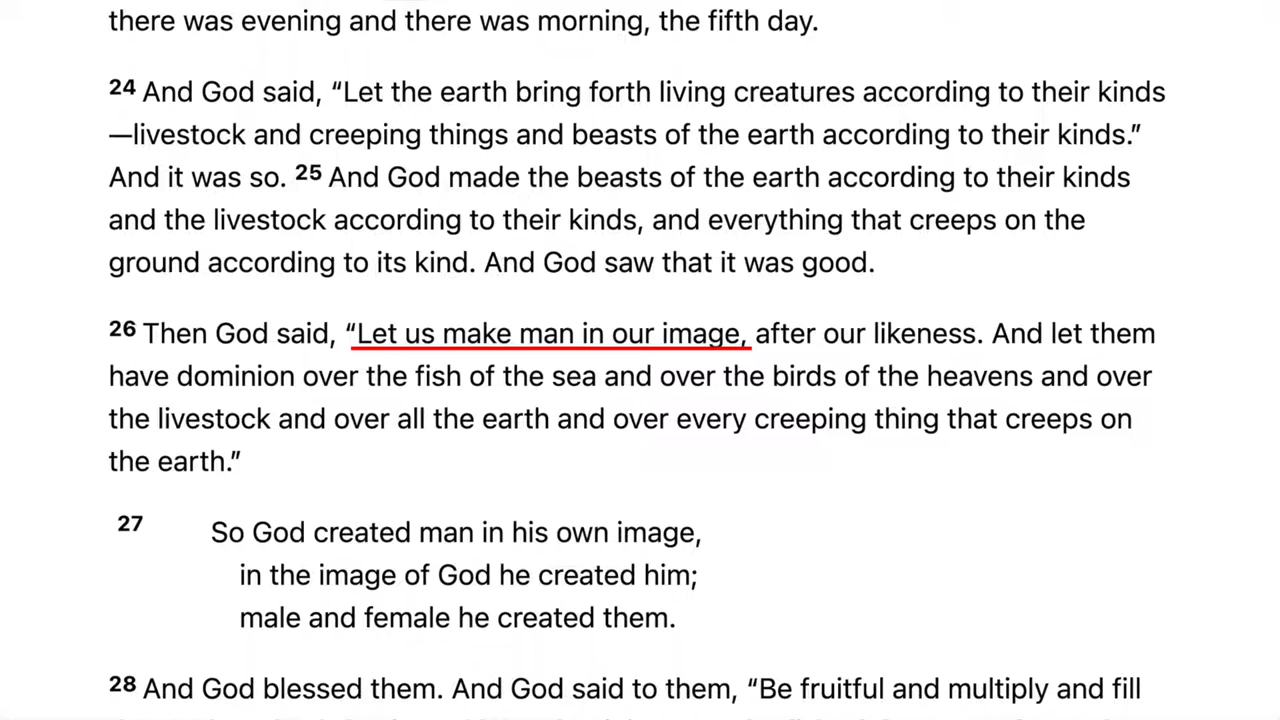 there was evening and there was morning, the fifth day.
24 And God said, “Let the earth bring forth living creatures according to their kinds
—livestock and creeping things and beasts of the earth according to their kinds.”
And it was so. 25 And God made the beasts of the earth according to their kinds
and the livestock according to their kinds, and everything that creeps on the
ground according to its kind. And God saw that it was good.
26 Then God said, “Let us make man in our image, after our likeness. And let them
have dominion over the fish of the sea and over the birds of the heavens and over
the livestock and over all the earth and over every creeping thing that creeps on
the earth.”
27 So God created man in his own image,
in the image of God he created him;
male and female he created them.
28 And God blessed them. And God said to them, “Be fruitful and multiply and fill